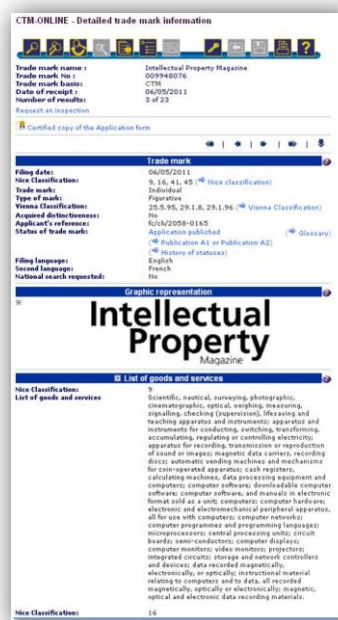 CTM-ONLINE - Detailed trade mark information
Trade mark name : Intellectual Property Magazine
Trade mark No : 009948076
Trade mark basis: CTM
Date of receipt : 06/05/2011
Number of results: 3 of 23
Request an inspection
Certified copy of the Application form
Trade mark
Filing date: 06/05/2011
Nice Classification: 9, 16, 41, 45 ( Nice classification)
Trade mark: Individual
Type of mark: Figurative
Vienna Classification: 25.5.95, 29.1.8, 29.1.96 ( Vienna Classification)
Acquired distinctiveness: No
Applicant's reference: fc/ch/2058-0165
Status of trade mark: Application published ( Glossary)
( Publication A1 or Publication A2)
( History of statuses)
Filing language: English
Second language: French
National search requested: No
Graphic representation
Intellectual
Property
Magazine
List of goods and services
Nice Classification: 9
List of goods and services Scientific, nautical, surveying, photographic,
cinematographic, optical, weighing, measuring,
signalling, checking (supervision), lifesaving and
teaching apparatus and instruments; apparatus and
instruments for conducting, switching, transforming,
accumulating, regulating or controlling electricity;
apparatus for recording, transmission or reproduction
of sound or images; magnetic data carriers, recording
discs; automatic vending machines and mechanisms
for coin-operated apparatus; cash registers,
calculating machines, data processing equipment and
computers; computer software; downloadable computer
software; computer software, and manuals in electronic
format sold as a unit; computers; computer hardware;
electronic and electromechanical peripheral apparatus,
all for use with computers; computer networks;
computer programmes and programming languages;
microprocessors; central processing units; circuit
boards; semi-conductors; computer displays;
computer monitors; video monitors; projectors;
integrated circuits; storage and network controllers
and devices; data recorded magnetically,
electronically, or optically; instructional material
relating to computers and to data, all recorded
magnetically, optically or electronically; magnetic,
optical and electronic data recording materials.
Nice Classification: 16